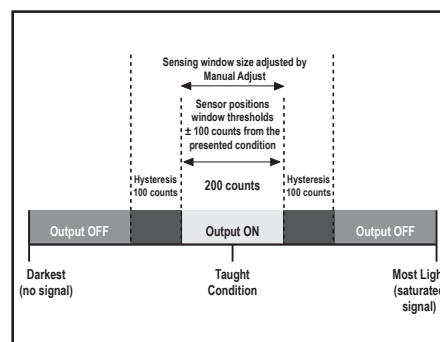 Sensing window size adjusted by
Manual Adjust
Sensor positions
window thresholds
± 100 counts from the
presented condition
Hysteresis
100 counts
200 counts
Hysteresis
100 counts
Output OFF
Output ON
Output OFF
Darkest
(no signal)
Taught
Condition
Most Light
(saturated
signal)